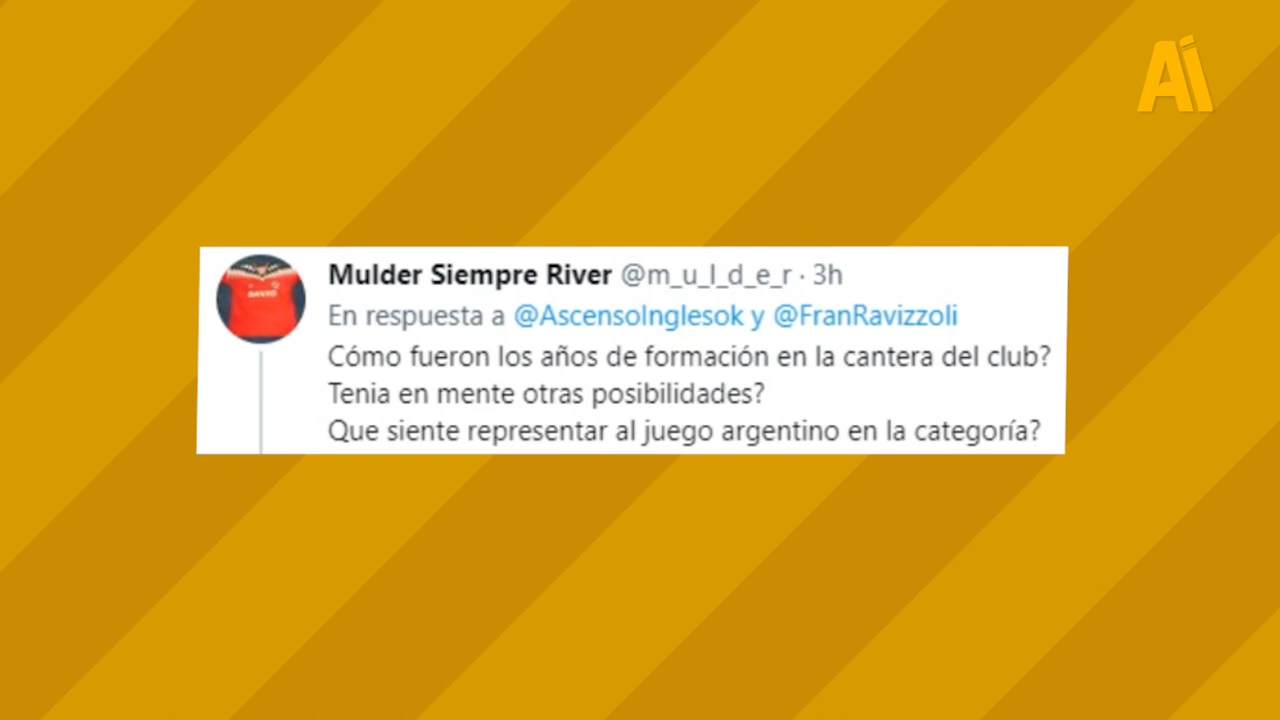 Ai
Mulder Siempre River @m_u_l_d_e_r · 3h
En respuesta a @AscensoInglesok y @FranRavizzoli
Cómo fueron los años de formación en la cantera del club?
Tenia en mente otras posibilidades?
Que siente representar al juego argentino en la categoría?